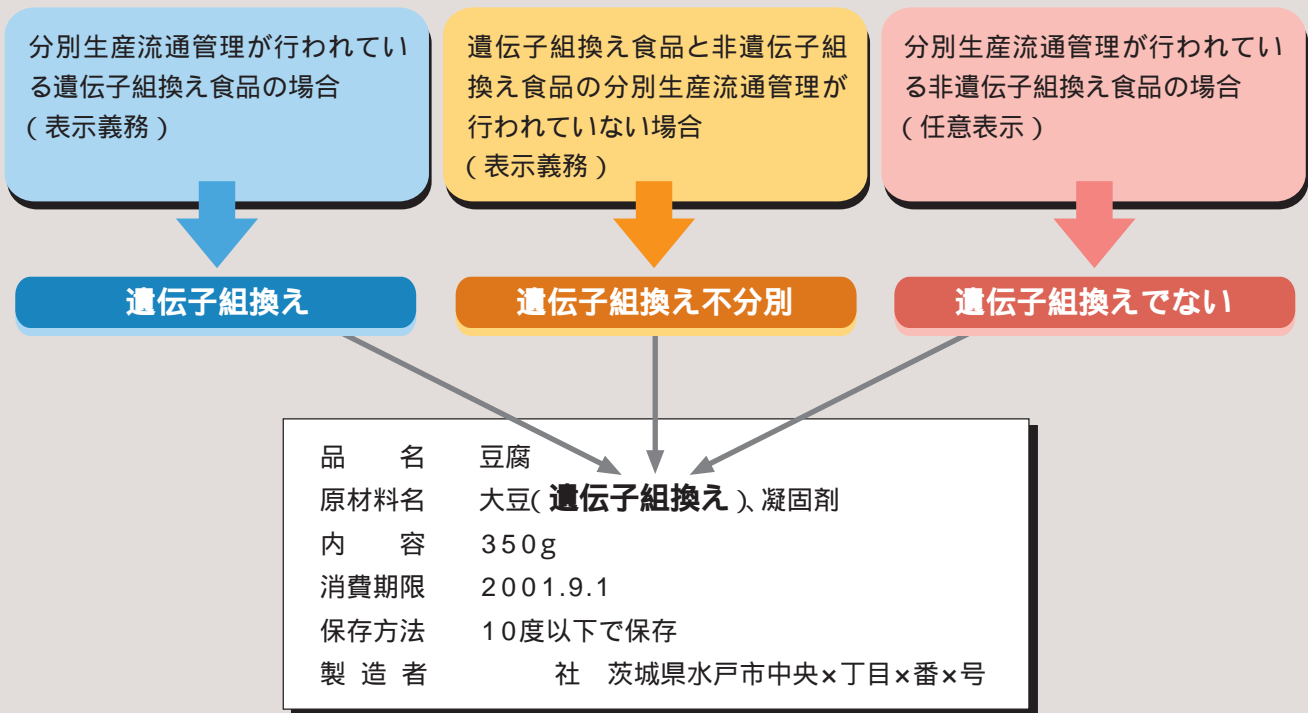 分別生産流通管理が行われてい
る遺伝子組換え食品の場合
(表示義務)
遺伝子組換え食品と非遺伝子組
換え食品の分別生産流通管理が
行われていない場合
(表示義務)
分別生産流通管理が行われてい
る非遺伝子組換え食品の場合
(任意表示)
遺伝子組換え
遺伝子組換え不分別
遺伝子組換えでない
品 名 豆腐
原材料名 大豆(遺伝子組換え)、凝固剤
内 容 350g
消費期限 2001.9.1
保存方法 10度以下で保存
製造者 社 茨城県水戸市中央×丁目×番×号